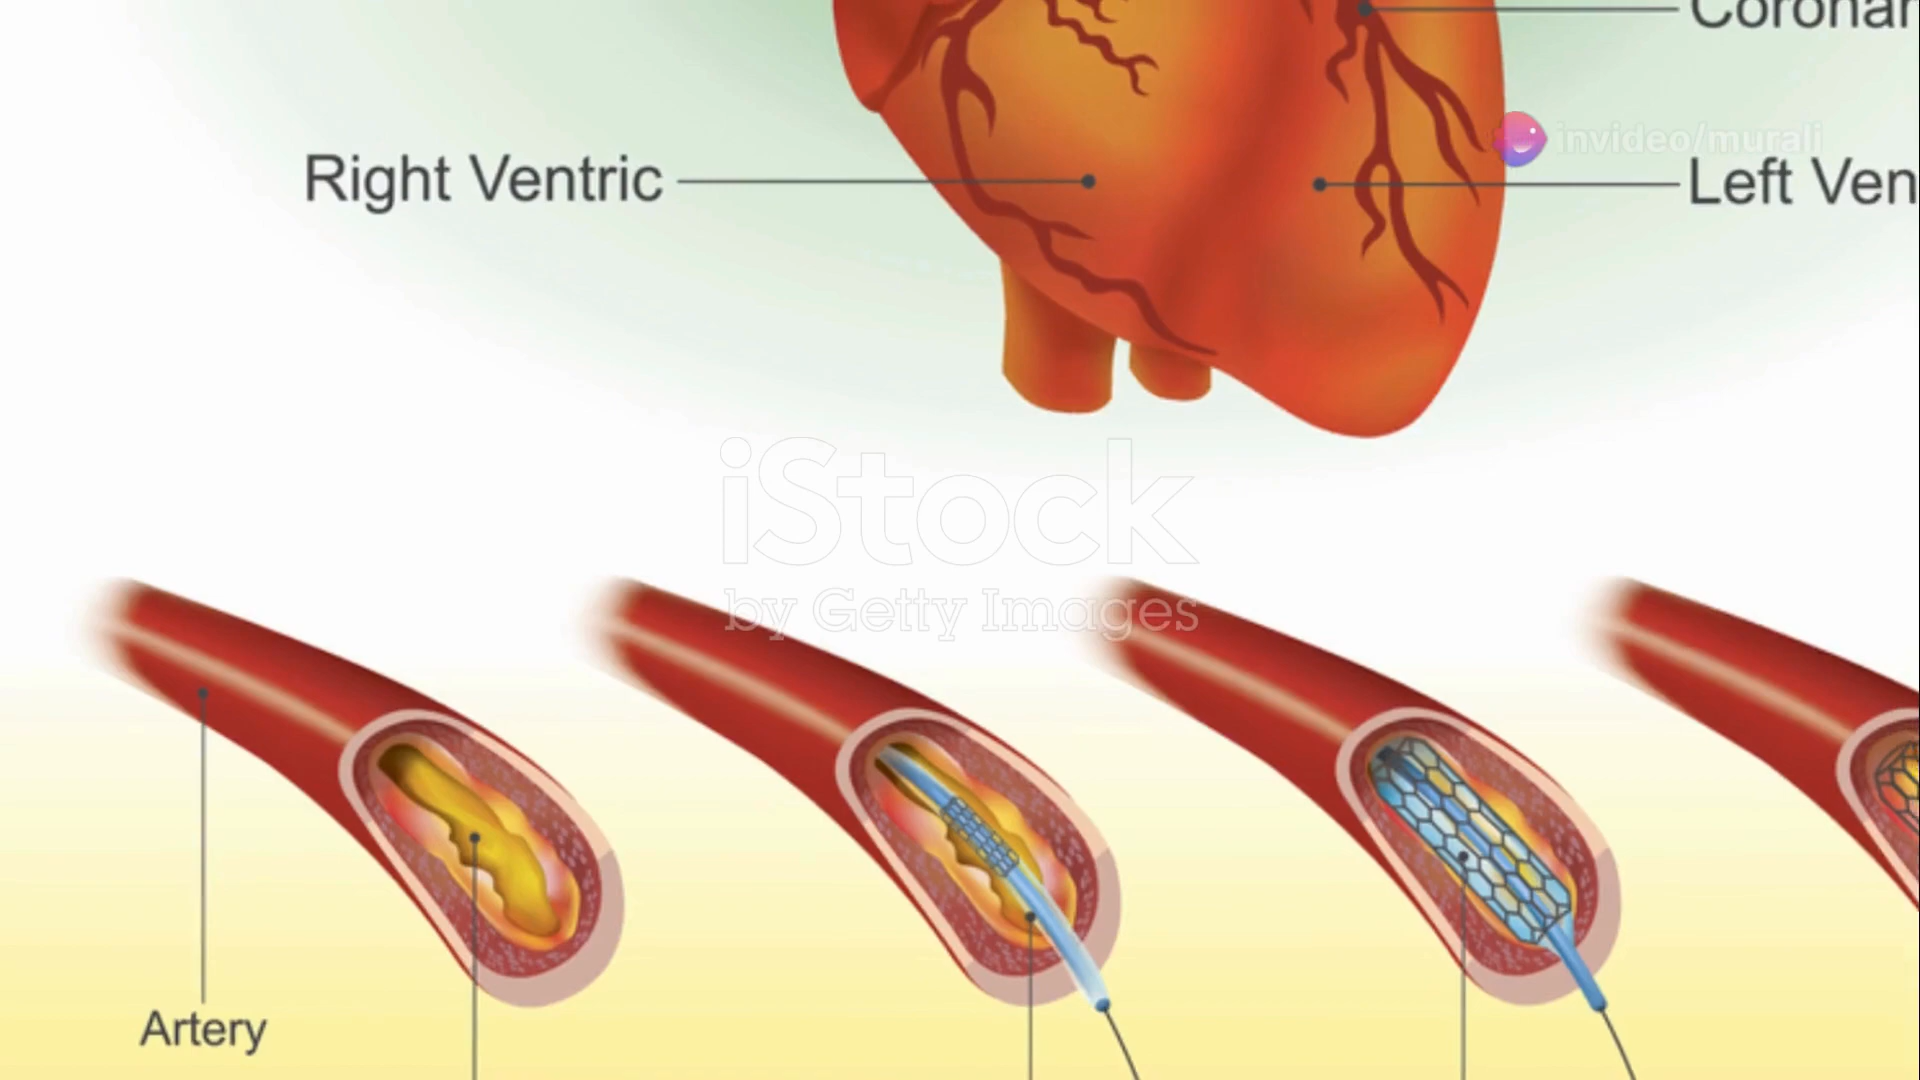 Coronar
invideo/murali
Right Ventric
Left Ven
iStock
by Getty Images
Artery